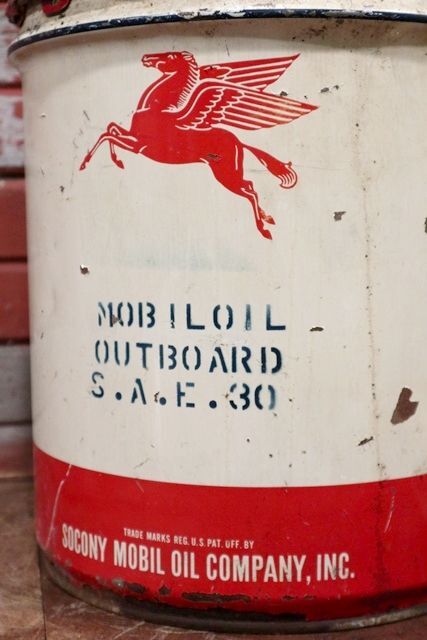 MOBILOIL
OUTBOARD
S.A.E.30
TRADE MARKS REG. U.S. PAT. OFF. BY
SOCONY MOBIL OIL COMPANY, INC.